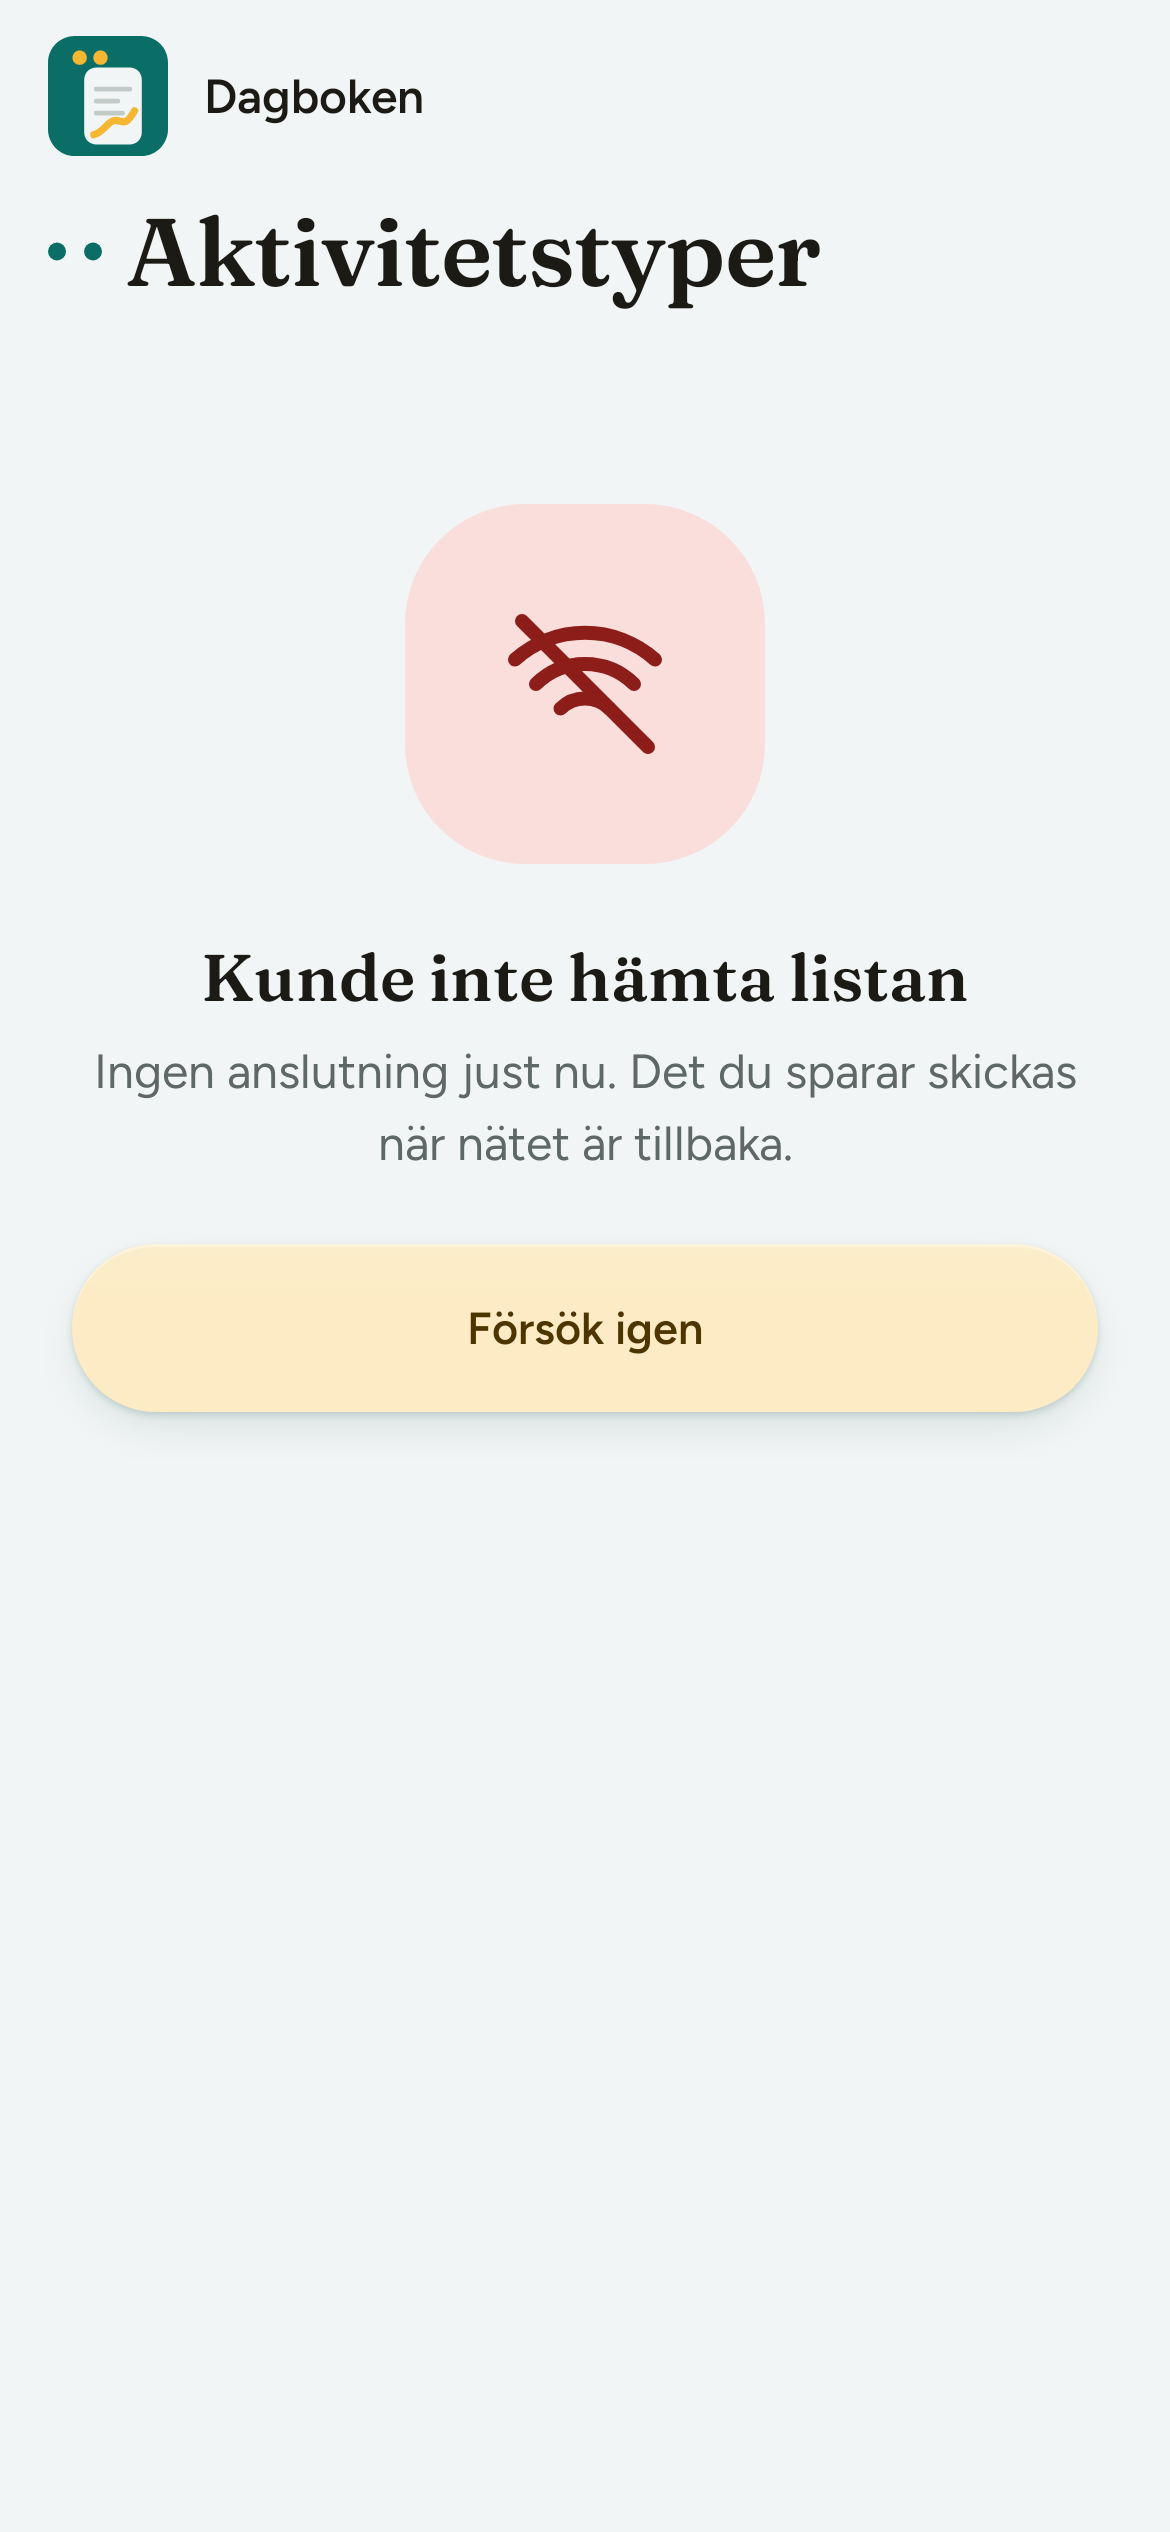 Dagboken
Aktivitetstyper
Kunde inte hämta listan
Ingen anslutning just nu. Det du sparar skickas
när nätet är tillbaka.
Försök igen